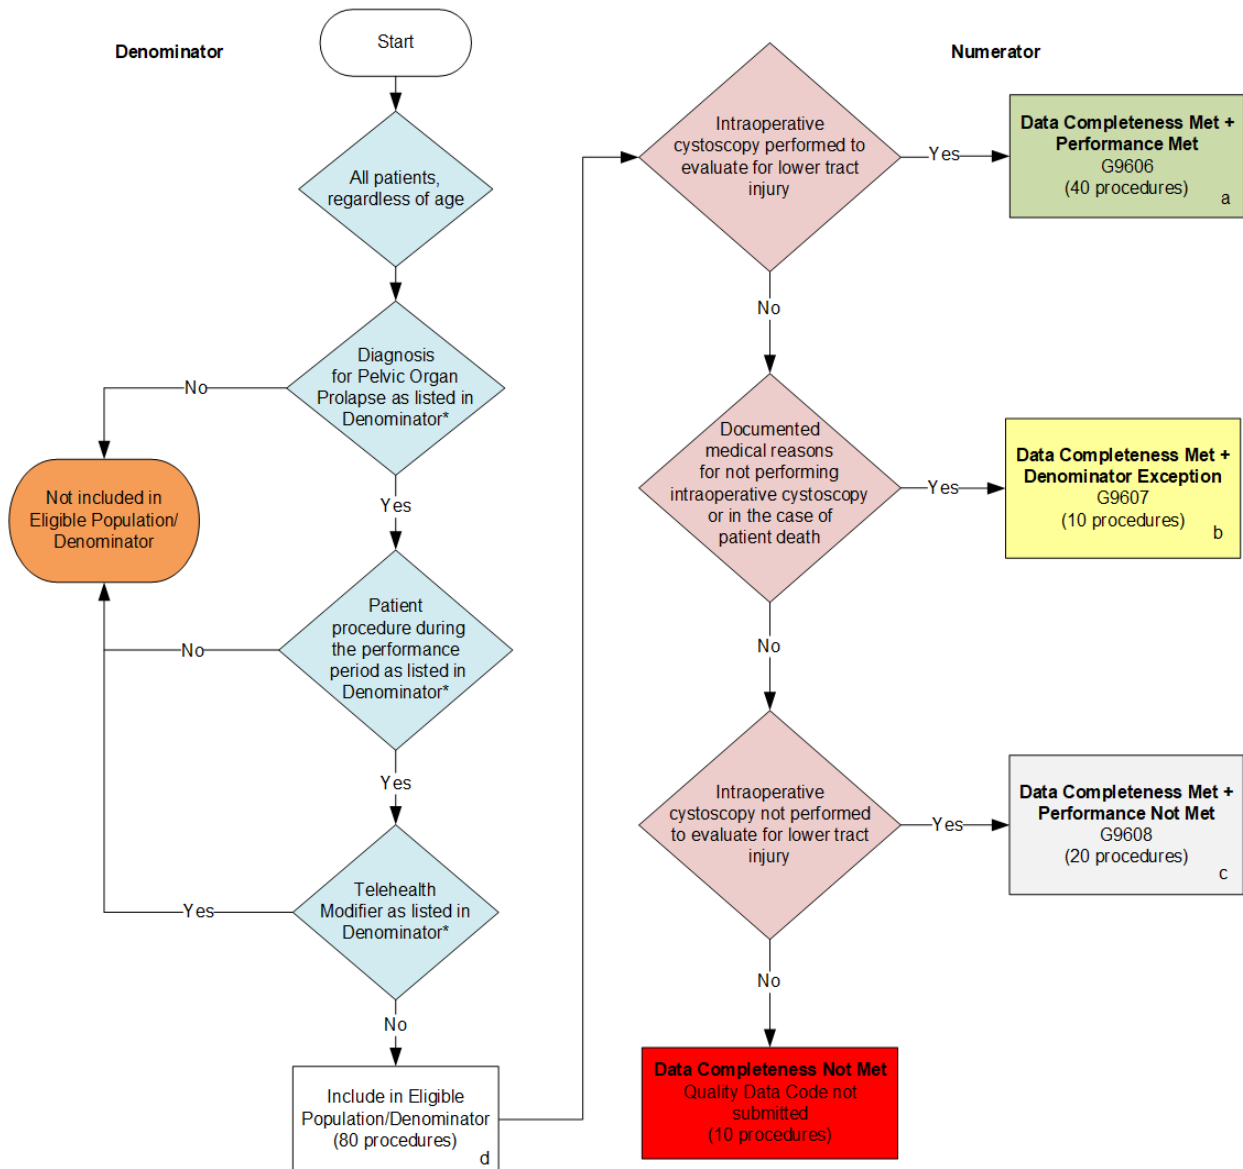 Denominator
Start
All patients,
regardless of age
Diagnosis
for Pelvic Organ
Prolapse as listed in
Denominator*
No
Not included in
Eligible Population/
Denominator
Yes
Patient
procedure during
the performance
period as listed in
Denominator*
No
Yes
Telehealth
Modifier as listed in
Denominator*
Yes
No
Include in Eligible
Population/Denominator
(80 procedures)
d
Numerator
Intraoperative
cystoscopy performed to
evaluate for lower tract
injury
Yes
Data Completeness Met +
Performance Met
G9606
(40 procedures)
a
No
Documented
medical reasons
for not performing
intraoperative cystoscopy
or in the case of
patient death
Yes
Data Completeness Met +
Denominator Exception
G9607
(10 procedures)
b
No
Intraoperative
cystoscopy not performed
to evaluate for lower tract
injury
Yes
Data Completeness Met +
Performance Not Met
G9608
(20 procedures)
c
No
Data Completeness Not Met
Quality Data Code not
submitted
(10 procedures)